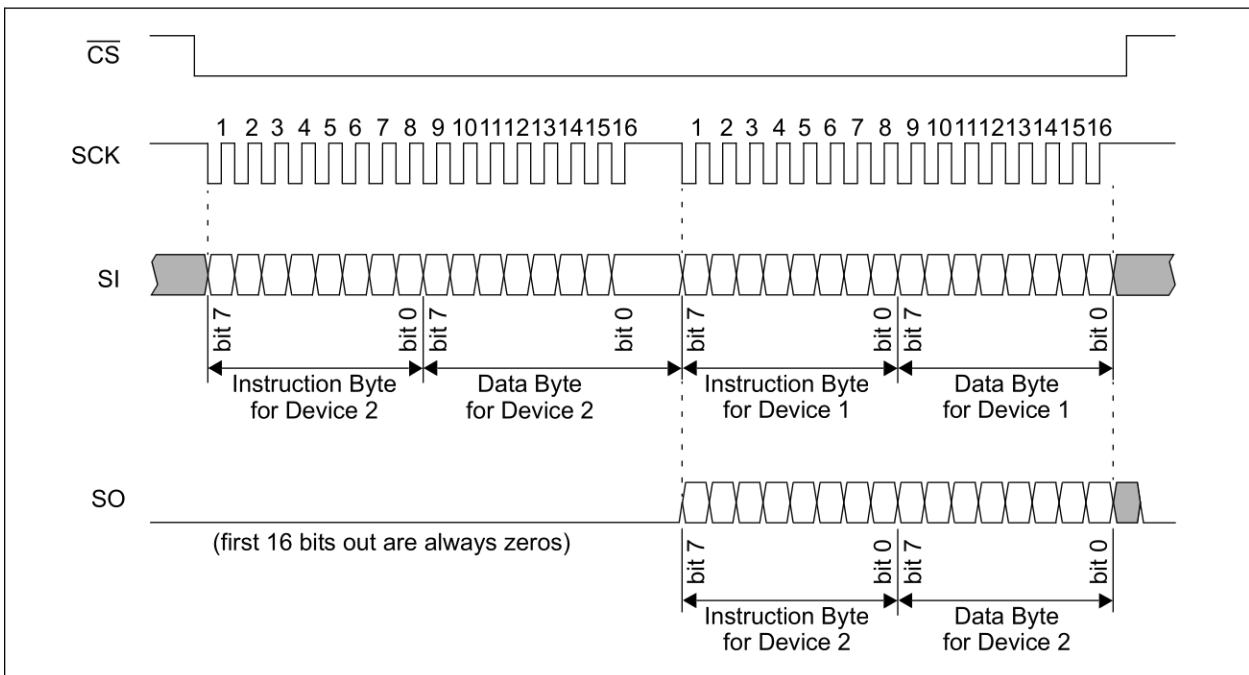 CS
1 2 3 4 5 6 7 8 9 10 11 12 13 14 15 16 1 2 3 4 5 6 7 8 9 10 11 12 13 14 15 16
SCK
SI
bit 7 bit 0 bit 7 bit 0 bit 7 bit 0 bit 7 bit 0
Instruction Byte Data Byte Instruction Byte Data Byte
for Device 2 for Device 2 for Device 1 for Device 1
SO
(first 16 bits out are always zeros)
bit 7 bit 0 bit 7 bit 0
Instruction Byte Data Byte
for Device 2 for Device 2